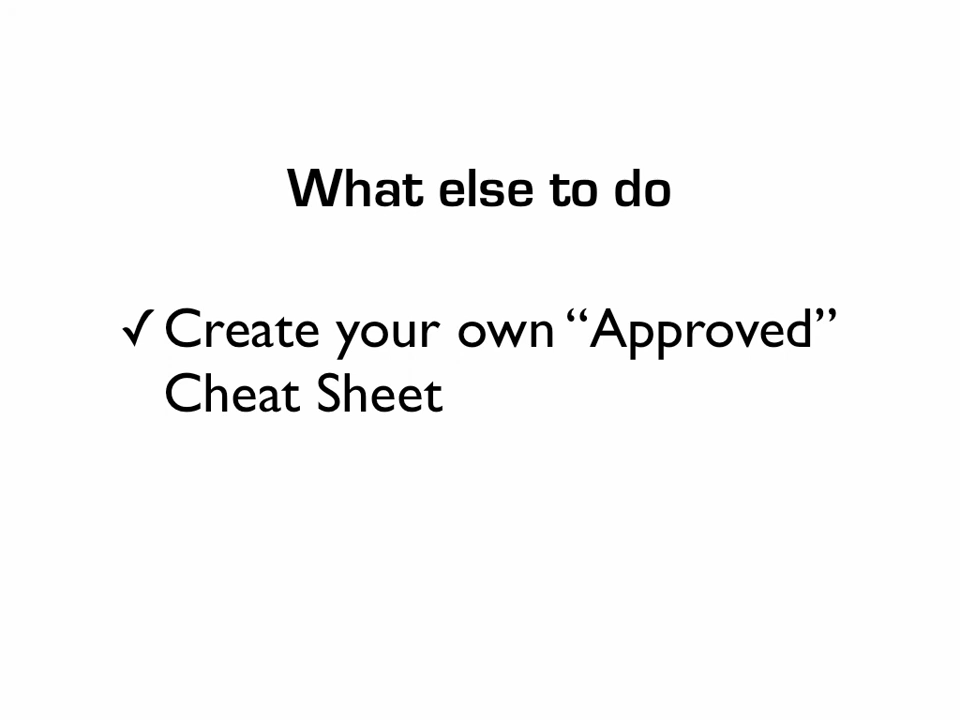 What else to do
✓ Create your own “Approved”
Cheat Sheet